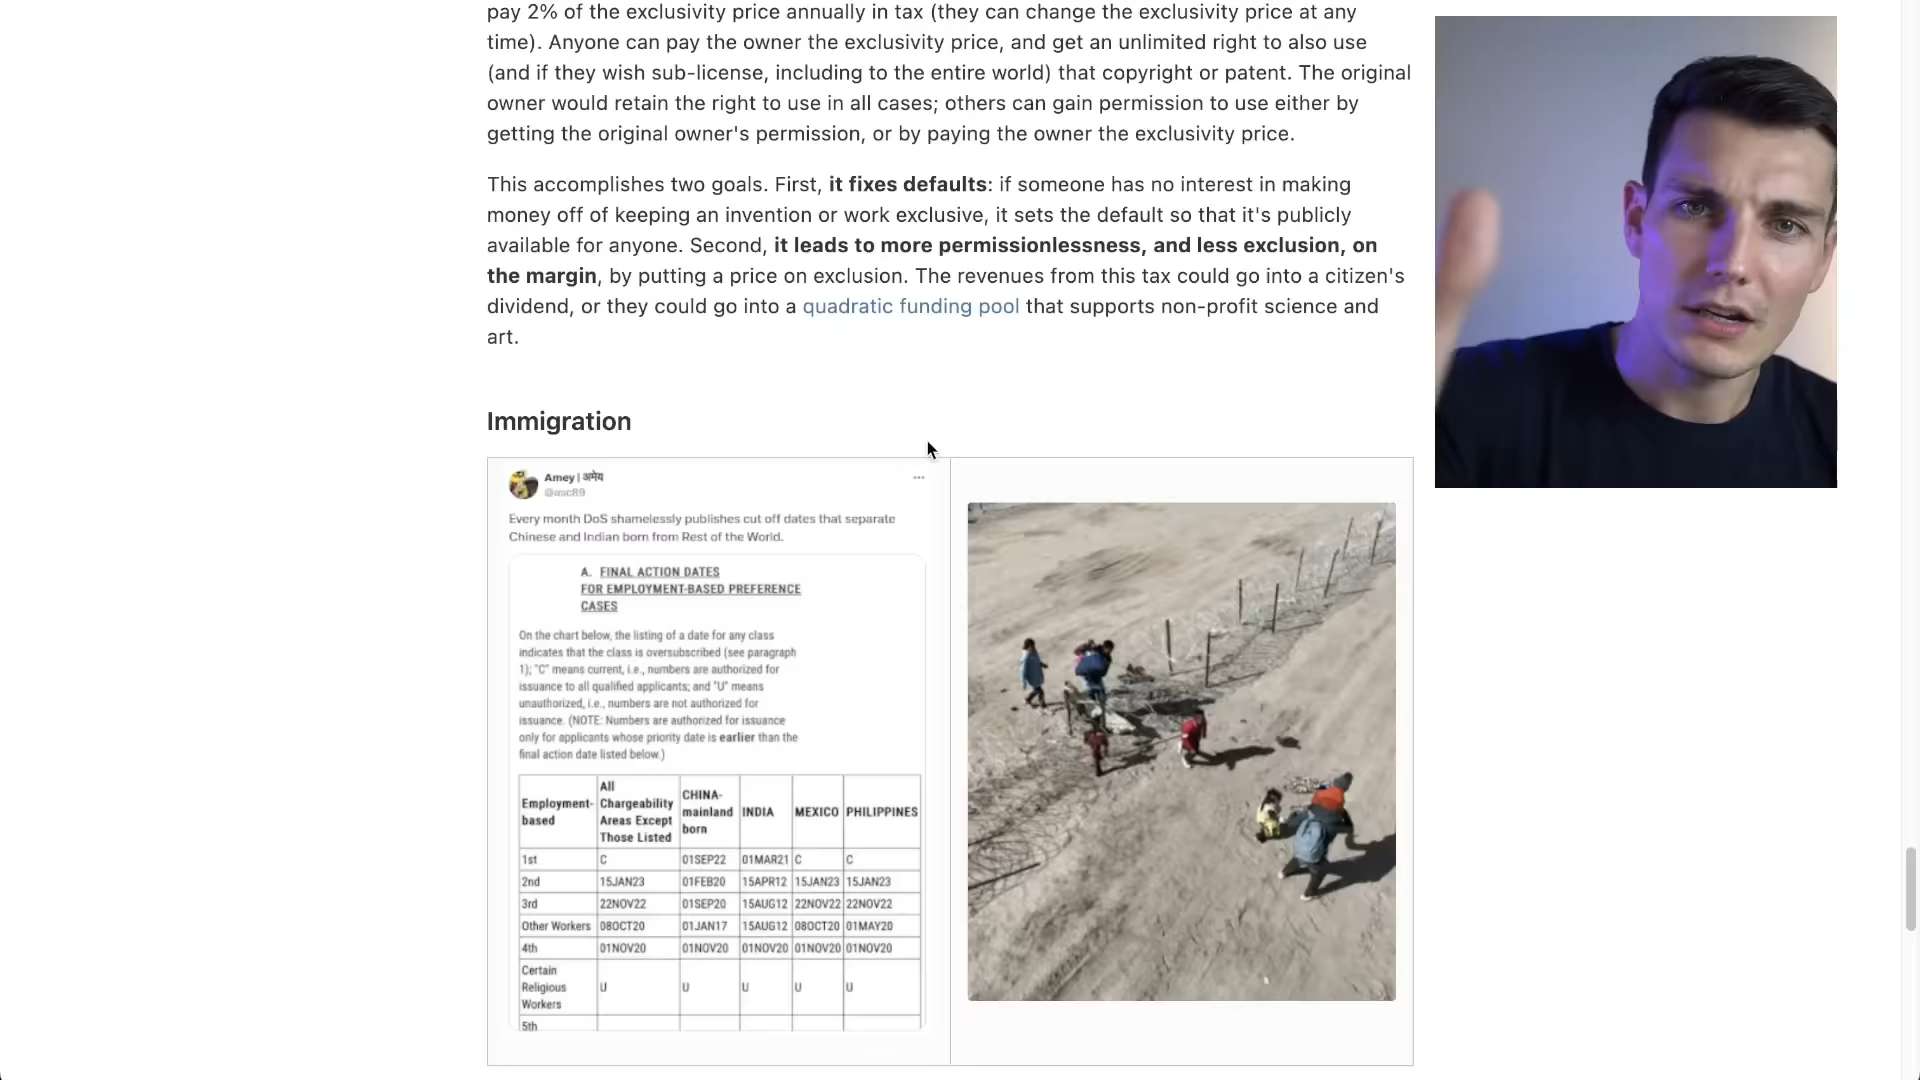 pay 2% of the exclusivity price annually in tax (they can change the exclusivity price at any
time). Anyone can pay the owner the exclusivity price, and get an unlimited right to also use
(and if they wish sub-license, including to the entire world) that copyright or patent. The original
owner would retain the right to use in all cases; others can gain permission to use either by
getting the original owner's permission, or by paying the owner the exclusivity price.
This accomplishes two goals. First, it fixes defaults: if someone has no interest in making
money off of keeping an invention or work exclusive, it sets the default so that it's publicly
available for anyone. Second, it leads to more permissionlessness, and less exclusion, on
the margin, by putting a price on exclusion. The revenues from this tax could go into a citizen's
dividend, or they could go into a quadratic funding pool that supports non-profit science and
art.
Immigration
Amey | अमेय
@asc89
Every month DoS shamelessly publishes cut off dates that separate
Chinese and Indian born from Rest of the World.
A. FINAL ACTION DATES
FOR EMPLOYMENT-BASED PREFERENCE
CASES
On the chart below, the listing of a date for any class
indicates that the class is oversubscribed (see paragraph
1); "C" means current, i.e., numbers are authorized for
issuance to all qualified applicants; and "U" means
unauthorized, i.e., numbers are not authorized for
issuance. (NOTE: Numbers are authorized for issuance
only for applicants whose priority date is earlier than the
final action date listed below.)
Employment-based All Chargeability Areas Except Those Listed CHINA-mainland born INDIA MEXICO PHILIPPINES
1st C 01SEP22 01MAR21 C C
2nd 15JAN23 01FEB20 15APR12 15JAN23 15JAN23
3rd 22NOV22 01SEP20 15AUG12 22NOV22 22NOV22
Other Workers 08OCT20 01JAN17 15AUG12 08OCT20 01MAY20
4th 01NOV20 01NOV20 01NOV20 01NOV20 01NOV20
Certain Religious Workers U U U U U
5th